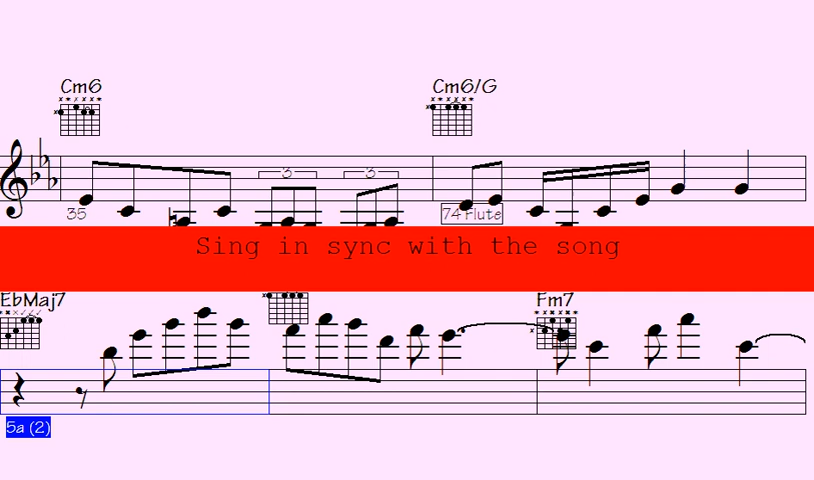 Cm6
Cm6/G
3
3
35
74 Flute
Sing in sync with the song
EbMaj7
Fm7
5a (2)